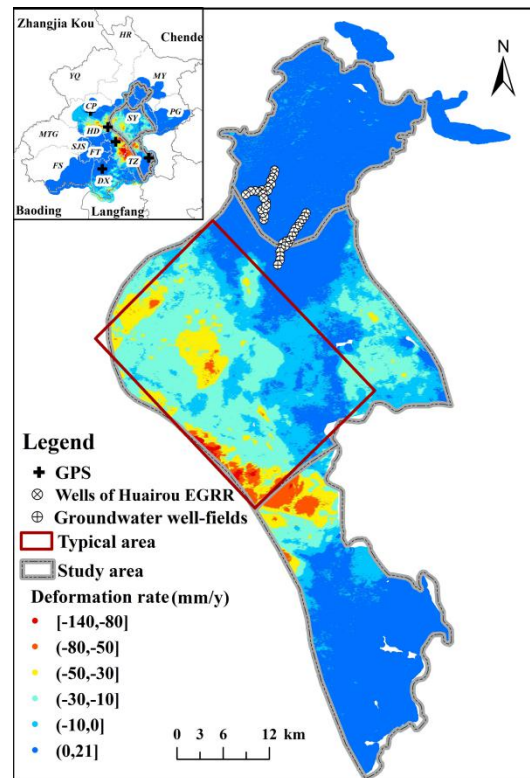 Zhangjia Kou
HR
Chende
YQ
MY
CP
SY
PG
HD
MTG
SJS
FT
TZ
FS
DX
Baoding
Langfang
N
Legend
GPS
Wells of Huairou EGRR
Groundwater well-fields
Typical area
Study area
Deformation rate (mm/y)
[-140,-80]
(-80,-50]
(-50,-30]
(-30,-10]
(-10,0]
(0,21]
0 3 6 12 km